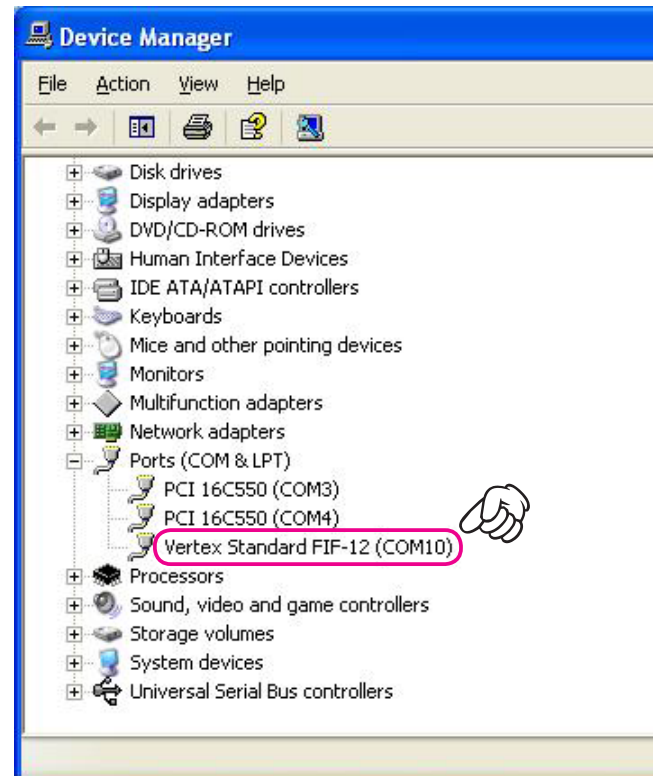 Device Manager
File Action View Help
Disk drives
Display adapters
DVD/CD-ROM drives
Human Interface Devices
IDE ATA/ATAPI controllers
Keyboards
Mice and other pointing devices
Monitors
Multifunction adapters
Network adapters
Ports (COM & LPT)
PCI 16C550 (COM3)
PCI 16C550 (COM4)
Vertex Standard FIF-12 (COM10)
Processors
Sound, video and game controllers
Storage volumes
System devices
Universal Serial Bus controllers